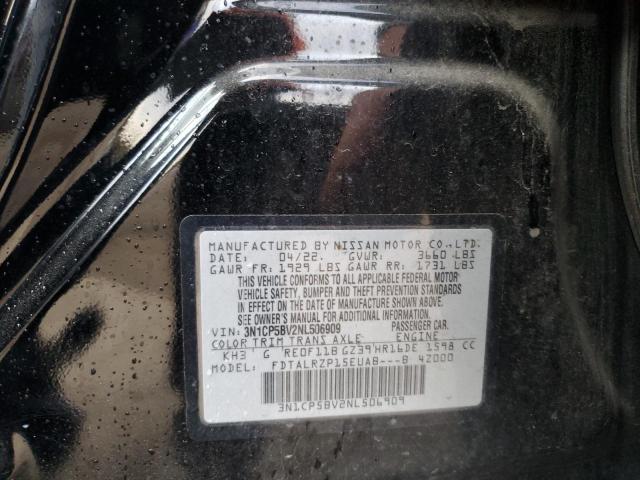 MANUFACTURED BY NISSAN MOTOR CO., LTD.
DATE: 04/22. GVWR: 3660 LBS
GAWR FR: 1929 LBS GAWR RR: 1731 LBS
THIS VEHICLE CONFORMS TO ALL APPLICABLE FEDERAL MOTOR
VEHICLE SAFETY, BUMPER AND THEFT PREVENTION STANDARDS
IN EFFECT ON THE DATE OF MANUFACTURE SHOWN ABOVE.
SEE OWNER'S MANUAL FOR ADDITIONAL INFORMATION.
VIN: 3N1CP5BV2NL506909 PASSENGER CAR.
COLOR TRIM TRANS AXLE ENGINE
KH3 G RE0F11B GZ39 HR16DE 1598 CC
MODEL: FDTALRZP15EUAB---B 42000
3N1CP5BV2NL506909